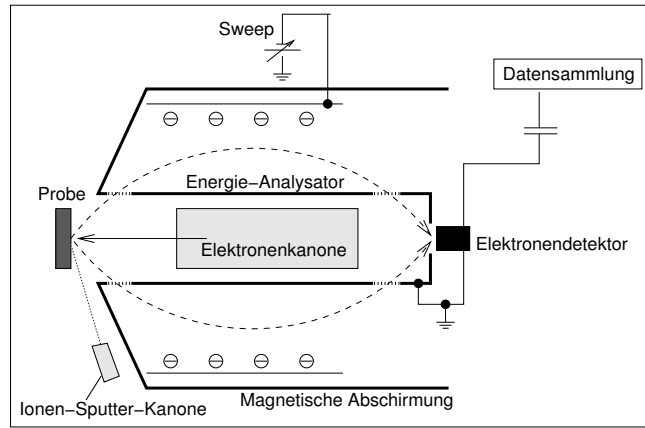 Sweep
Datensammlung
Energie−Analysator
Probe
Elektronenkanone
Elektronendetektor
Ionen−Sputter−Kanone
Magnetische Abschirmung